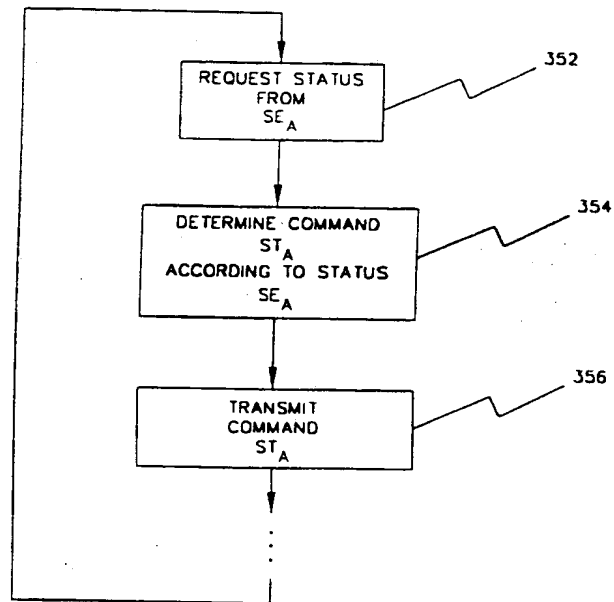 REQUEST STATUS
FROM
SE_A
352
DETERMINE COMMAND
ST_A
ACCORDING TO STATUS
SE_A
354
TRANSMIT
COMMAND
ST_A
356